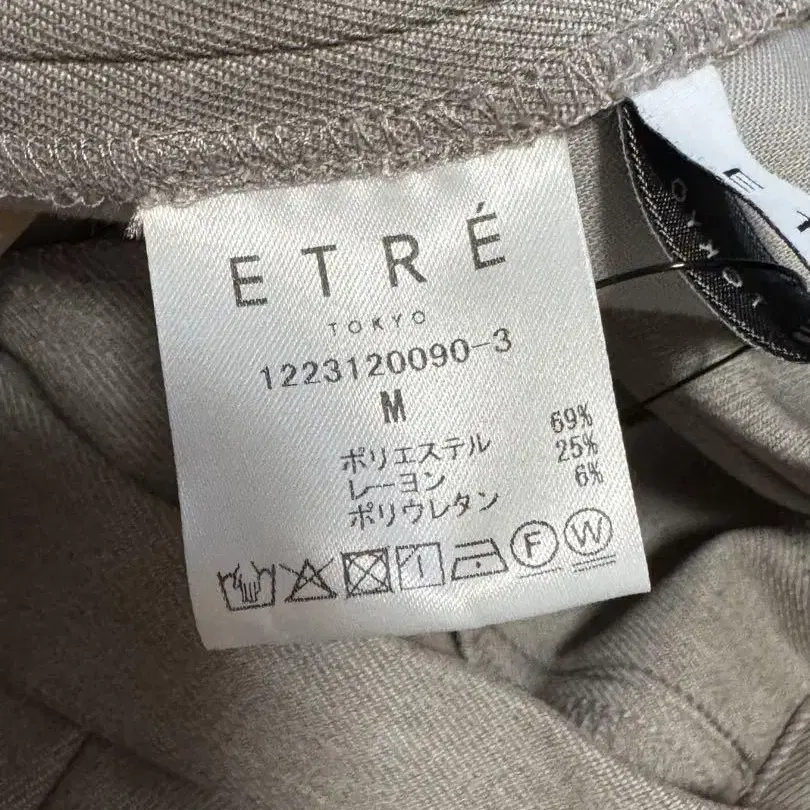 ETRÉ
TOKYO
1223120090-3
M
ポリエステル 69%
レーヨン 25%
ポリウレタン 6%
F W